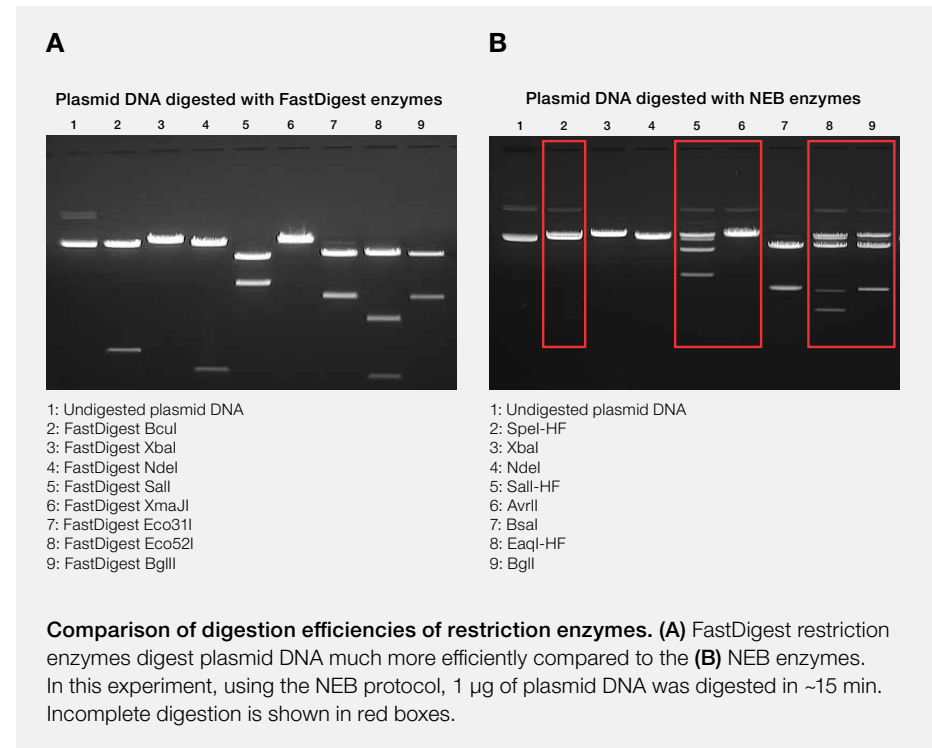 A
Plasmid DNA digested with FastDigest enzymes
1 2 3 4 5 6 7 8 9
1: Undigested plasmid DNA
2: FastDigest BcuI
3: FastDigest XbaI
4: FastDigest NdeI
5: FastDigest SalI
6: FastDigest XmaJI
7: FastDigest Eco31I
8: FastDigest Eco52I
9: FastDigest BglII
B
Plasmid DNA digested with NEB enzymes
1 2 3 4 5 6 7 8 9
1: Undigested plasmid DNA
2: SpeI-HF
3: XbaI
4: NdeI
5: SalI-HF
6: AvrII
7: BsaI
8: EaqI-HF
9: BglI
Comparison of digestion efficiencies of restriction enzymes. (A) FastDigest restriction
enzymes digest plasmid DNA much more efficiently compared to the (B) NEB enzymes.
In this experiment, using the NEB protocol, 1 µg of plasmid DNA was digested in ~15 min.
Incomplete digestion is shown in red boxes.